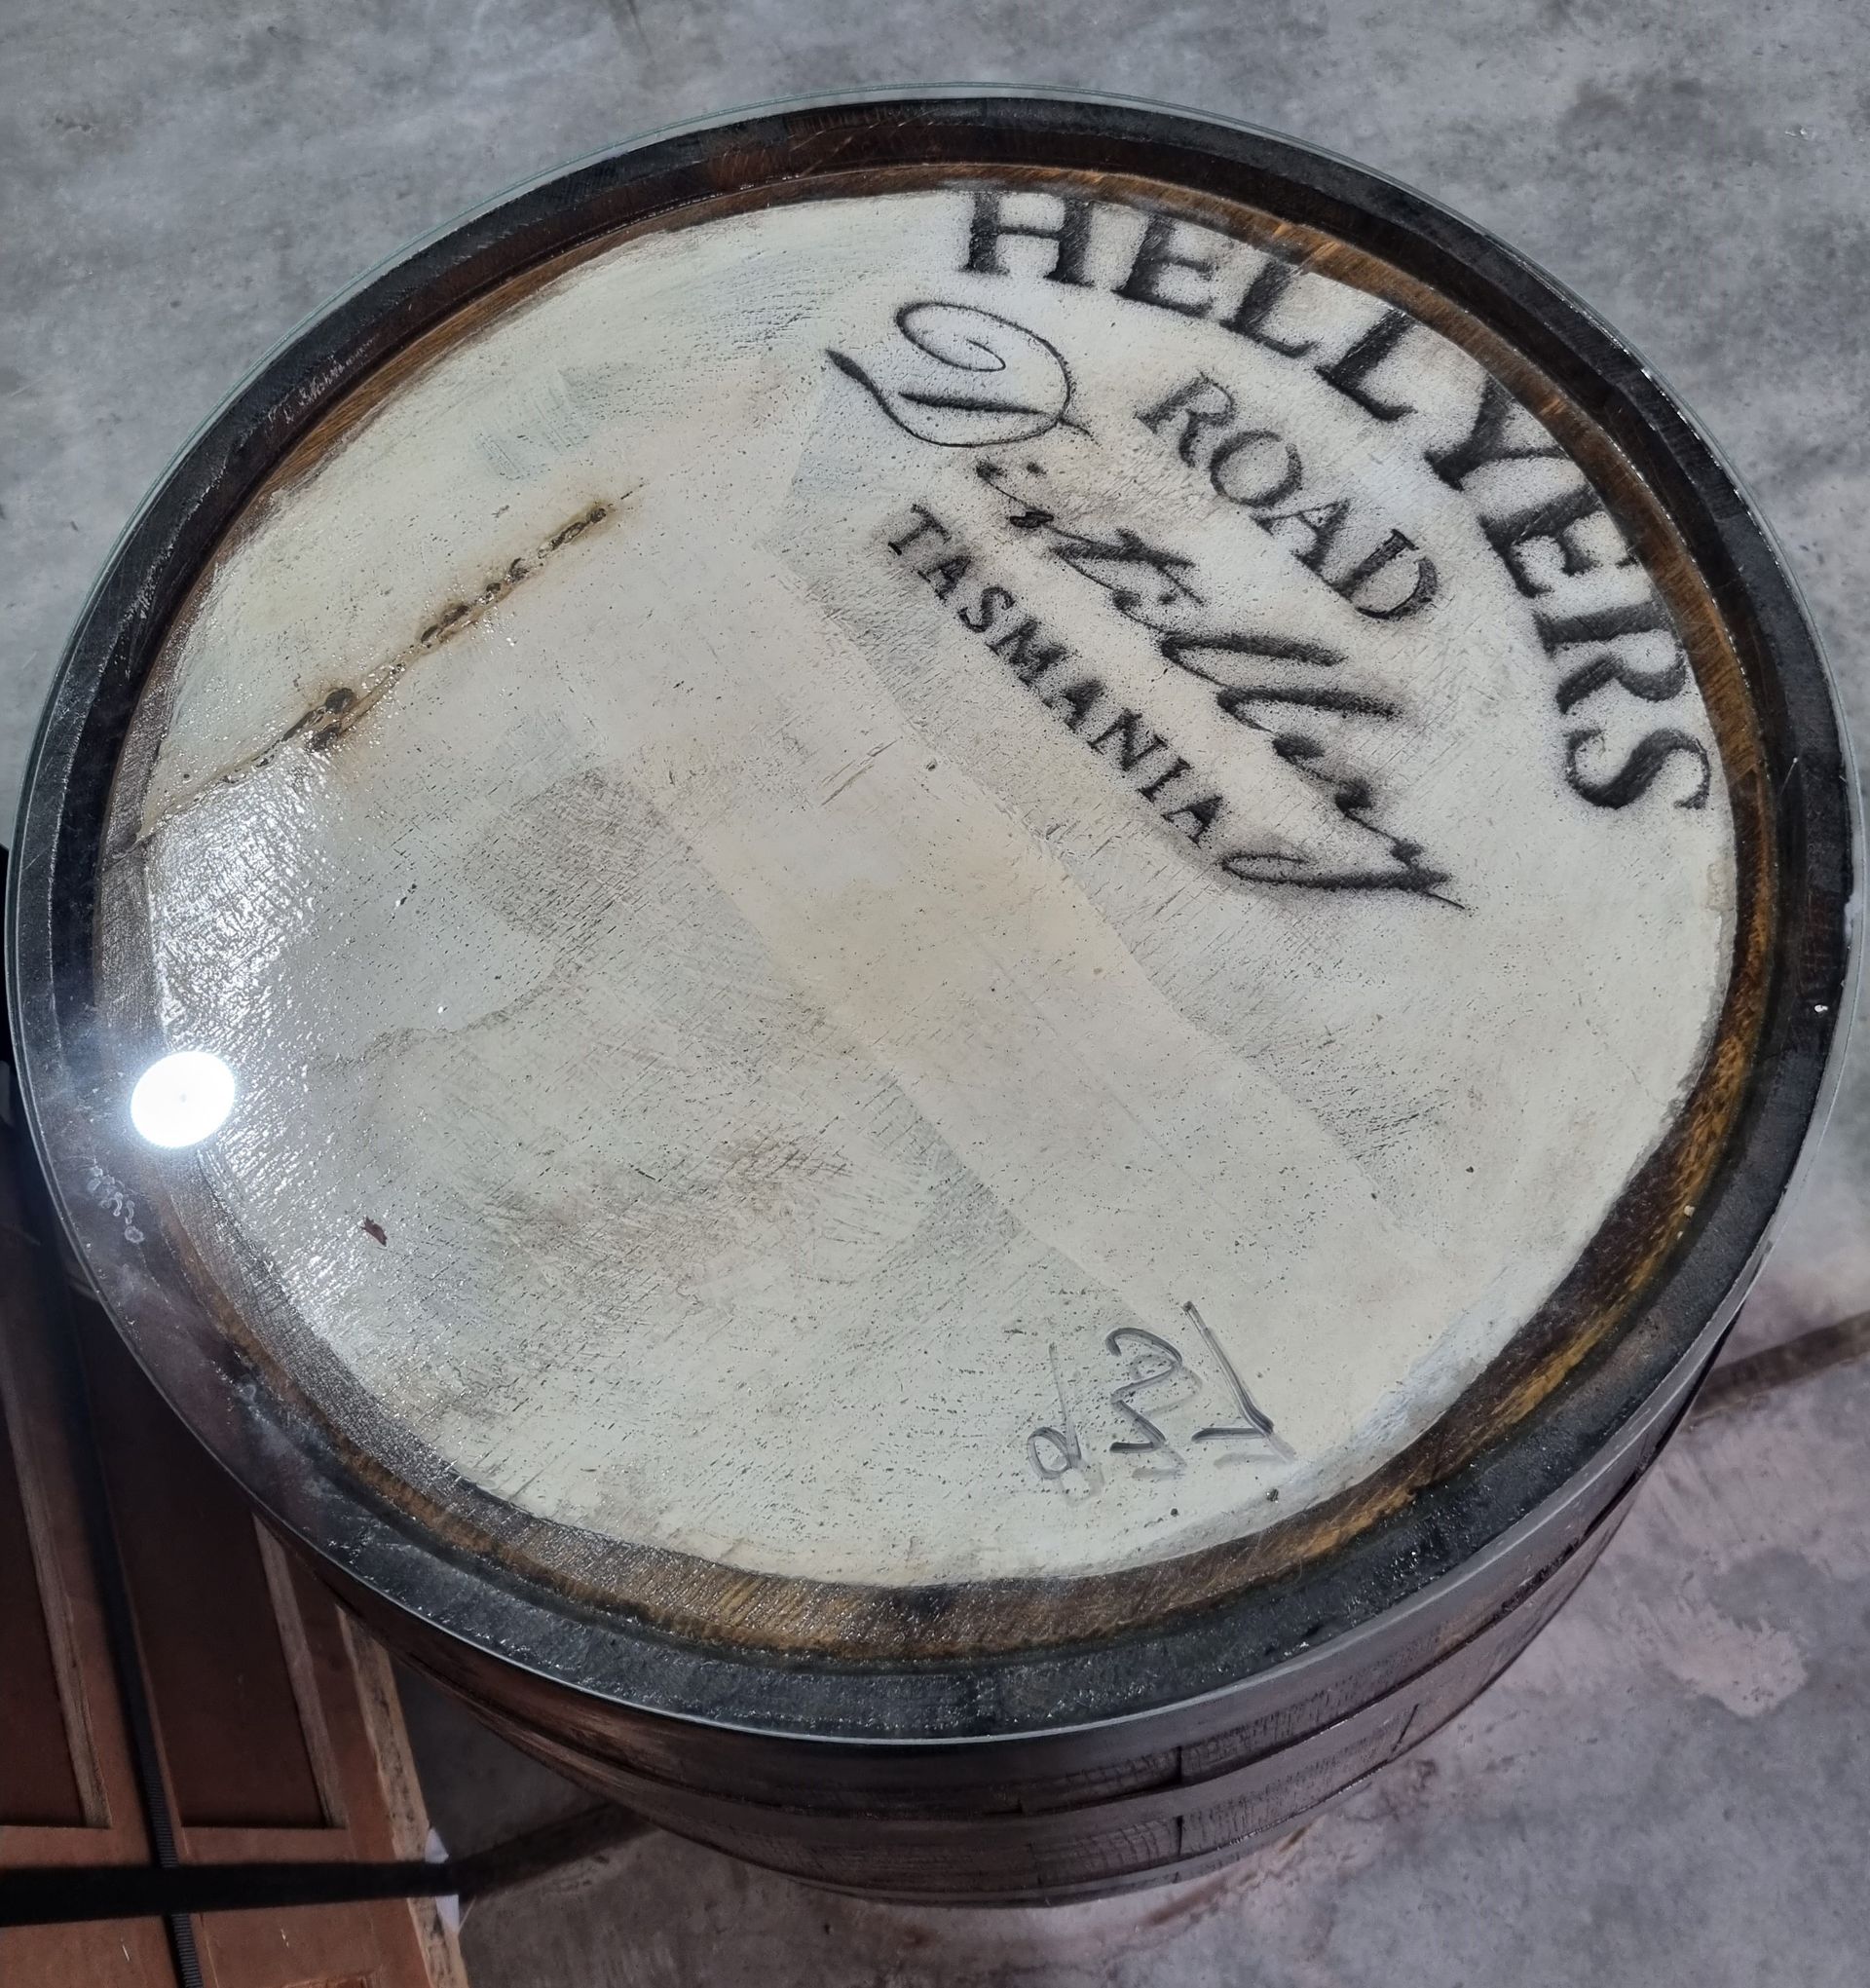 HELLYERS
ROAD
Distillery
TASMANIA